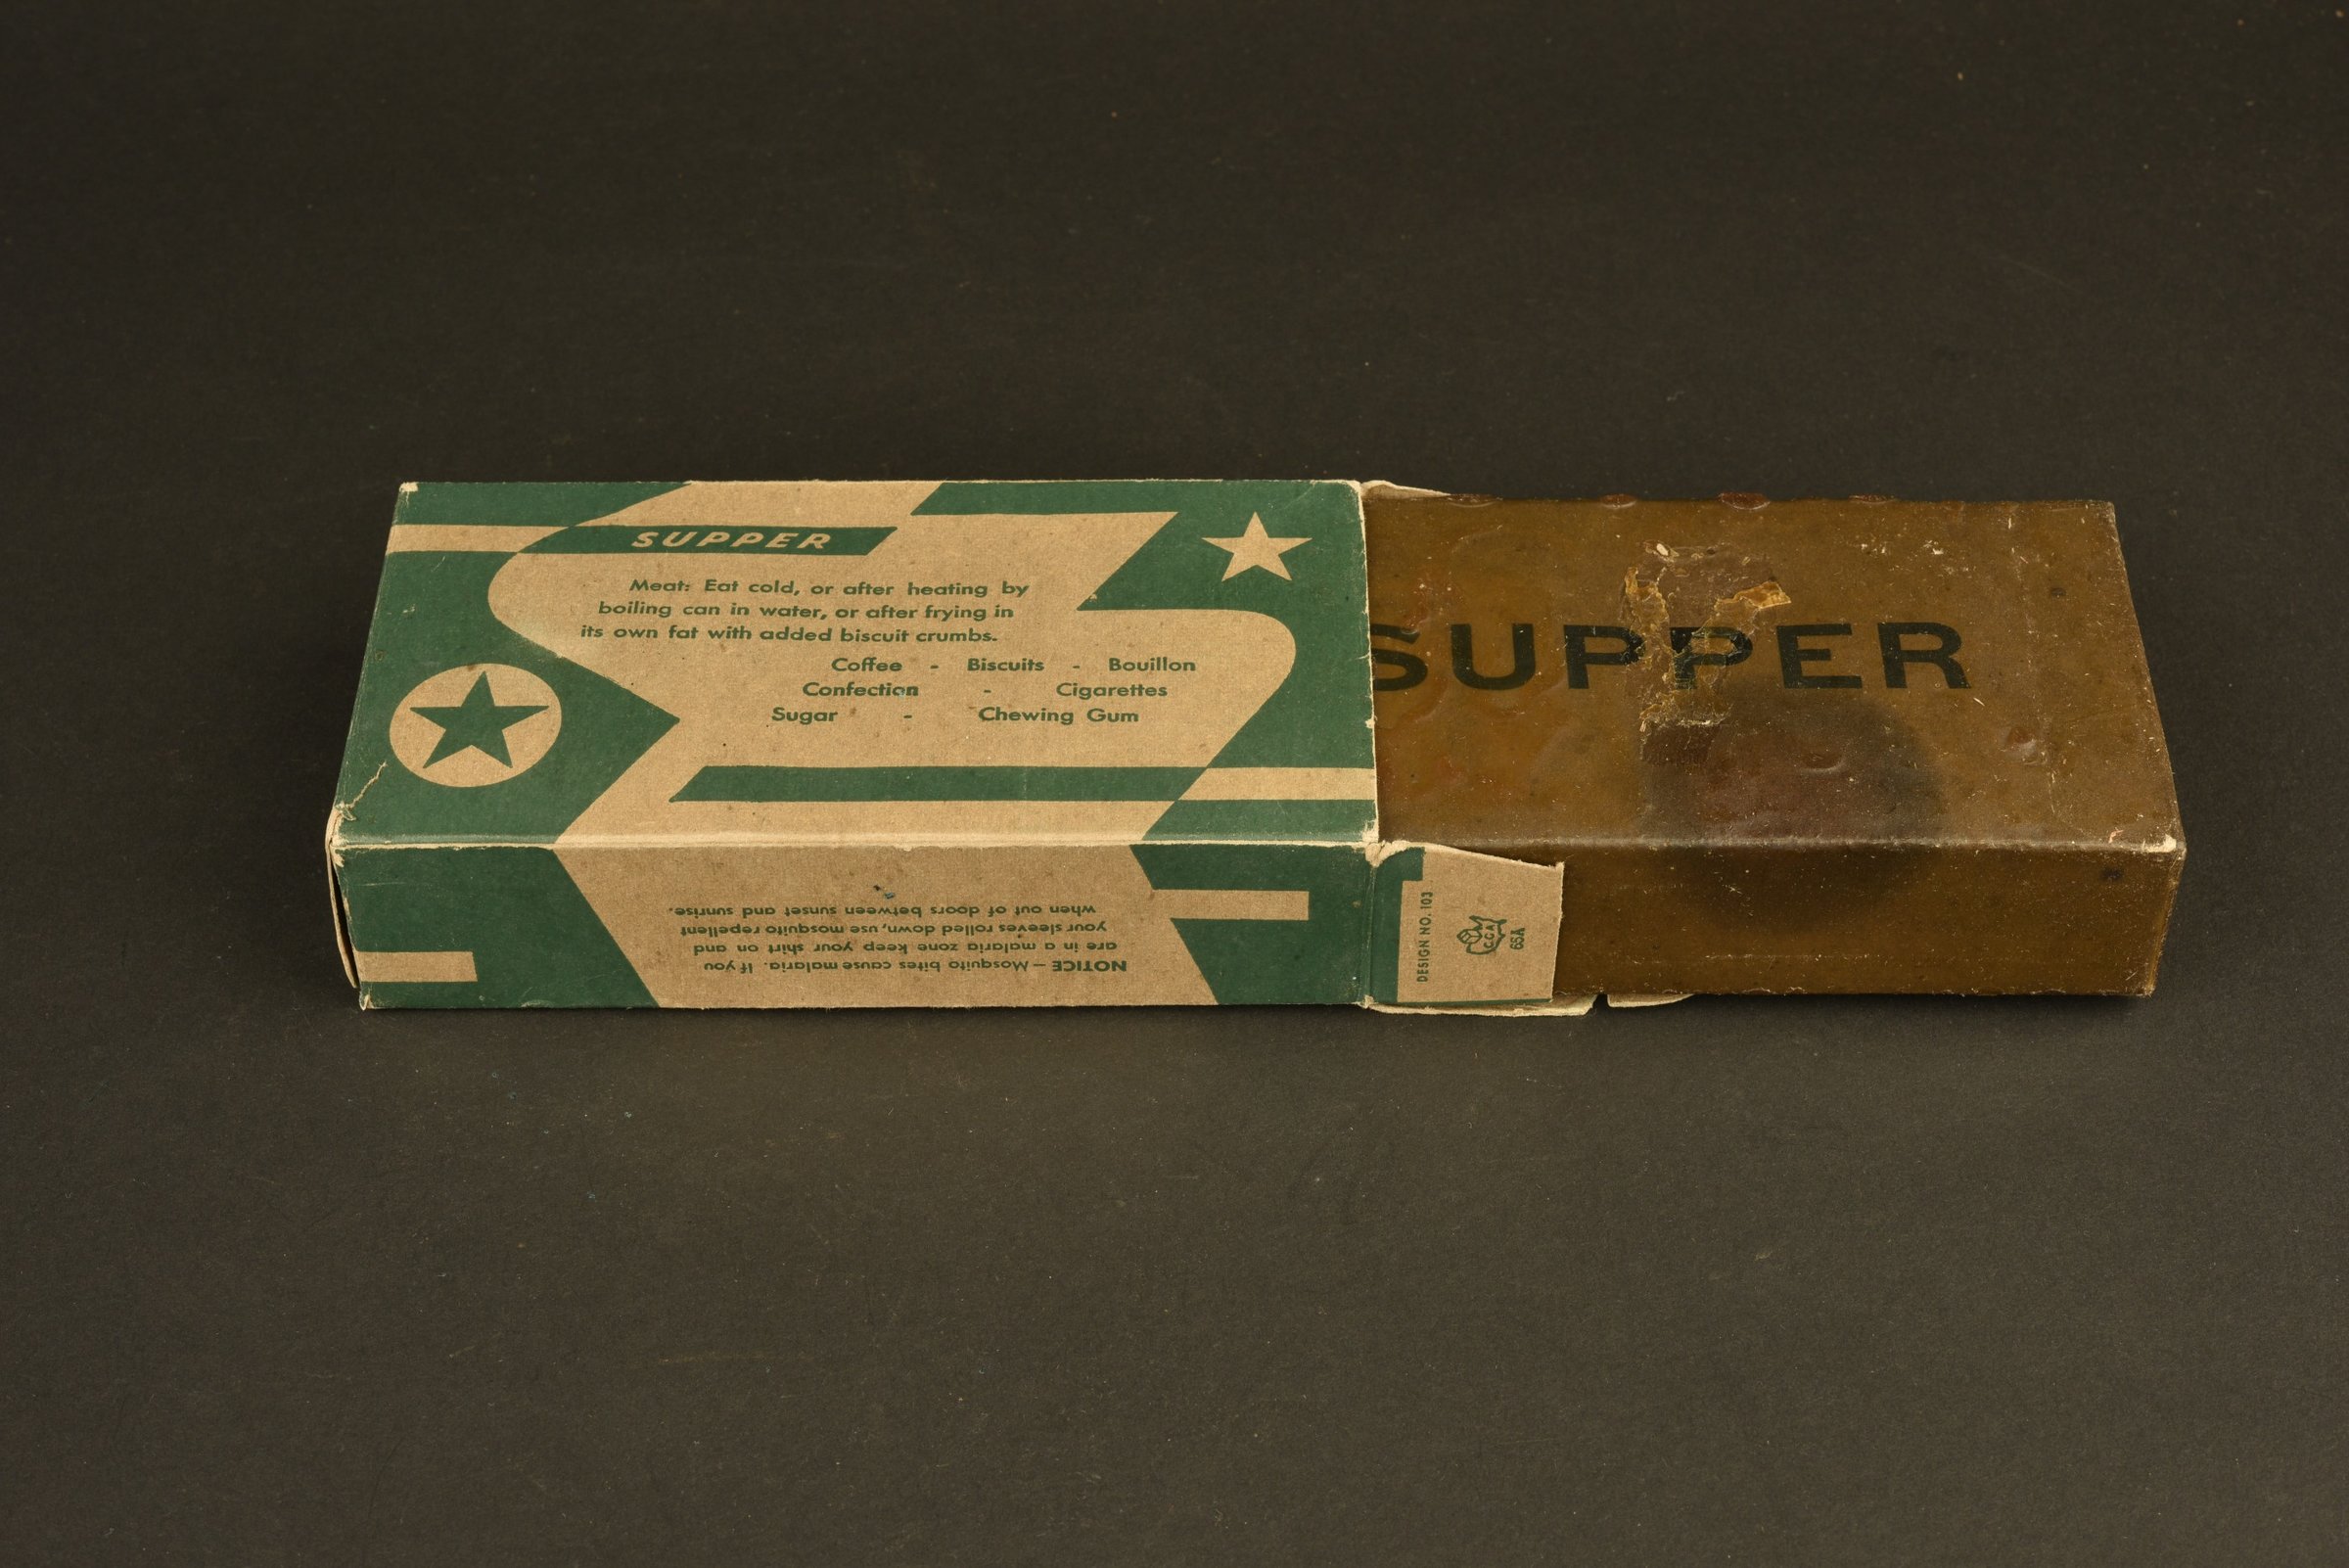 SUPPER
Meat: Eat cold, or after heating by
boiling can in water, or after frying in
its own fat with added biscuit crumbs.
Coffee - Biscuits - Bouillon
Confection - Cigarettes
Sugar - Chewing Gum
NOTICE — Mosquito bites cause malaria. If you
are in a malaria zone keep your shirt on and
your sleeves rolled down, use mosquito repellent
when out of doors between sunset and sunrise.
DESIGN NO. 103
C.G.A.
65A
SUPPER